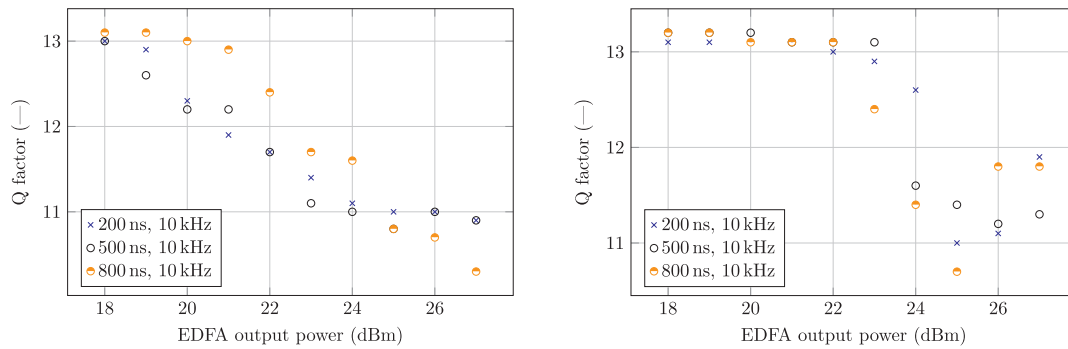 13
12
11
Q factor (—)
200 ns, 10 kHz
500 ns, 10 kHz
800 ns, 10 kHz
18 20 22 24 26
EDFA output power (dBm)
13
12
11
Q factor (—)
200 ns, 10 kHz
500 ns, 10 kHz
800 ns, 10 kHz
18 20 22 24 26
EDFA output power (dBm)